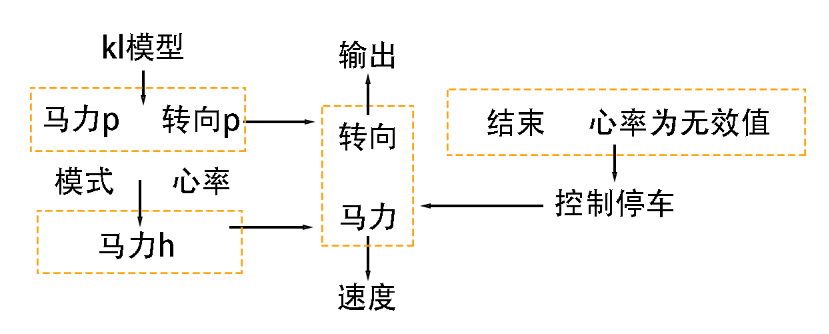 kl模型
输出
马力p 转向p
转向
结束 心率为无效值
模式 心率
马力
控制停车
马力h
速度